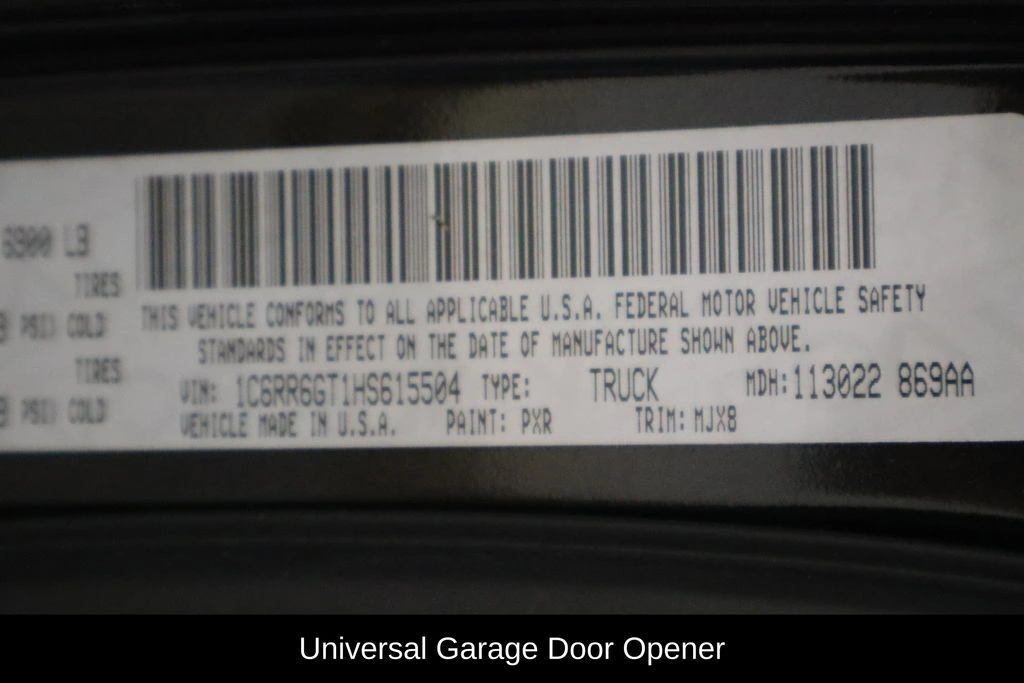 6900 LB
TIRES
PSI) COLD
TIRES
PSI) COLD
THIS VEHICLE CONFORMS TO ALL APPLICABLE U.S.A. FEDERAL MOTOR VEHICLE SAFETY
STANDARDS IN EFFECT ON THE DATE OF MANUFACTURE SHOWN ABOVE.
VIN: 1C6RR6GT1HS615504 TYPE: TRUCK MDH:113022 869AA
VEHICLE MADE IN U.S.A. PAINT: PXR TRIM: MJX8
Universal Garage Door Opener